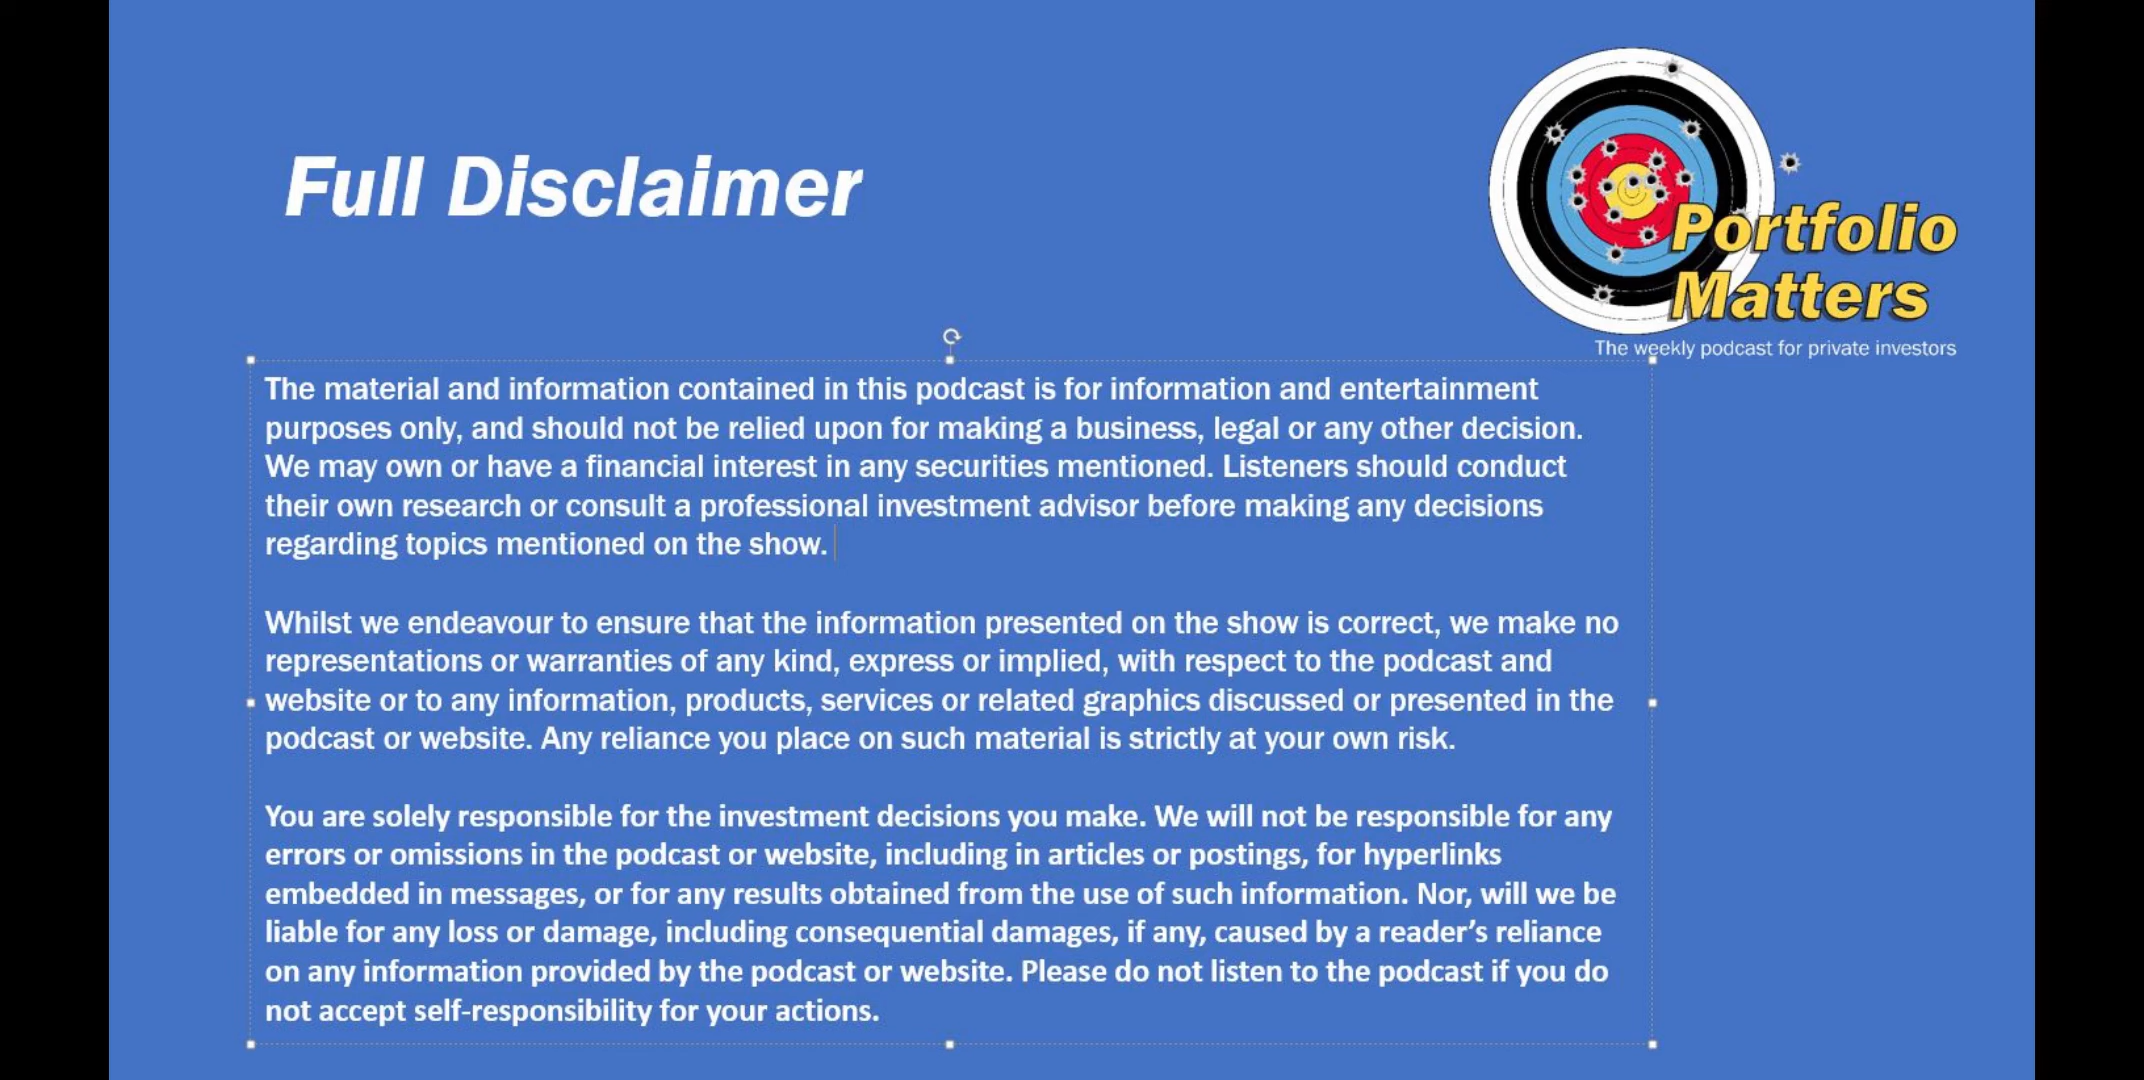 Full Disclaimer
Portfolio
Matters
The weekly podcast for private investors
The material and information contained in this podcast is for information and entertainment
purposes only, and should not be relied upon for making a business, legal or any other decision.
We may own or have a financial interest in any securities mentioned. Listeners should conduct
their own research or consult a professional investment advisor before making any decisions
regarding topics mentioned on the show.
Whilst we endeavour to ensure that the information presented on the show is correct, we make no
representations or warranties of any kind, express or implied, with respect to the podcast and
website or to any information, products, services or related graphics discussed or presented in the
podcast or website. Any reliance you place on such material is strictly at your own risk.
You are solely responsible for the investment decisions you make. We will not be responsible for any
errors or omissions in the podcast or website, including in articles or postings, for hyperlinks
embedded in messages, or for any results obtained from the use of such information. Nor, will we be
liable for any loss or damage, including consequential damages, if any, caused by a reader’s reliance
on any information provided by the podcast or website. Please do not listen to the podcast if you do
not accept self-responsibility for your actions.